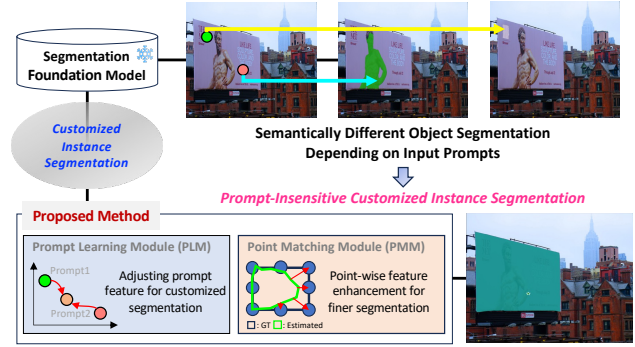 Segmentation
Foundation Model
Customized
Instance
Segmentation
Semantically Different Object Segmentation
Depending on Input Prompts
Prompt-Insensitive Customized Instance Segmentation
Proposed Method
Prompt Learning Module (PLM)
Prompt1
Prompt2
Adjusting prompt
feature for customized
segmentation
Point Matching Module (PMM)
Point-wise feature
enhancement for
finer segmentation
: GT
: Estimated